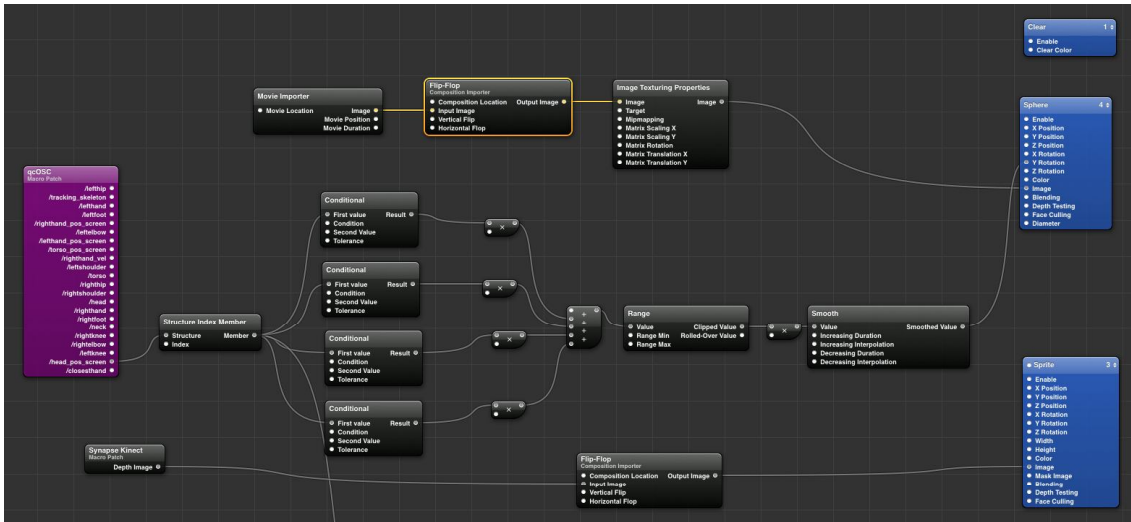 Clear 1
Enable
Clear Color
Movie Importer
Movie Location Image
Movie Position
Movie Duration
Flip-Flop
Composition Importer
Composition Location Output Image
Input Image
Vertical Flip
Horizontal Flop
Image Texturing Properties
Image Image
Target
Mipmapping
Matrix Scaling X
Matrix Scaling Y
Matrix Rotation
Matrix Translation X
Matrix Translation Y
Sphere 4
Enable
X Position
Y Position
Z Position
X Rotation
Y Rotation
Z Rotation
Color
Image
Blending
Depth Testing
Face Culling
Diameter
qcOSC
Macro Patch
/lefthip
/tracking_skeleton
/lefthand
/leftfoot
/righthand_pos_screen
/leftelbow
/lefthand_pos_screen
/torso_pos_screen
/righthand_vel
/leftshoulder
/torso
/righthip
/rightshoulder
/head
/righthand
/rightfoot
/neck
/rightknee
/rightelbow
/leftknee
/head_pos_screen
/closesthand
Structure Index Member
Structure Member
Index
Conditional
First value Result
Condition
Second Value
Tolerance
×
Conditional
First value Result
Condition
Second Value
Tolerance
×
Conditional
First value Result
Condition
Second Value
Tolerance
×
Conditional
First value Result
Condition
Second Value
Tolerance
×
+
+
+
+
Range
Value Clipped Value
Range Min Rolled-Over Value
Range Max
×
Smooth
Value Smoothed Value
Increasing Duration
Increasing Interpolation
Decreasing Duration
Decreasing Interpolation
Sprite 3
Enable
X Position
Y Position
Z Position
X Rotation
Y Rotation
Z Rotation
Width
Height
Color
Image
Mask Image
Blending
Depth Testing
Face Culling
Synapse Kinect
Macro Patch
Depth Image
Flip-Flop
Composition Importer
Composition Location Output Image
Input Image
Vertical Flip
Horizontal Flop